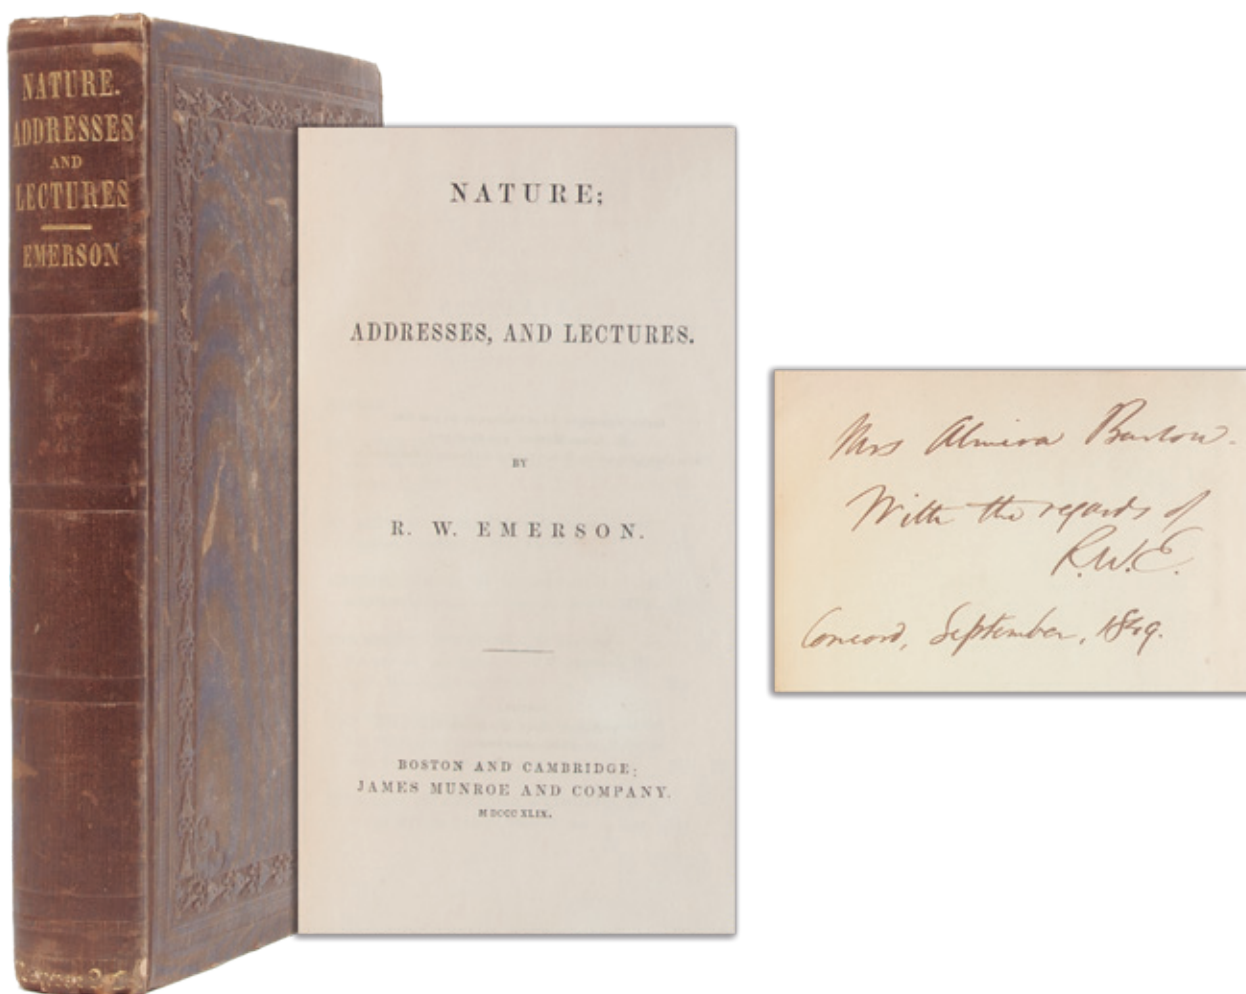 NATURE.
ADDRESSES
AND
LECTURES
EMERSON
NATURE;
ADDRESSES, AND LECTURES.
BY
R. W. EMERSON.
BOSTON AND CAMBRIDGE:
JAMES MUNROE AND COMPANY.
M DCCC XLIX.
Mrs Almira Barlow.
With the regards of
R.W.E.
Concord, September, 1849.